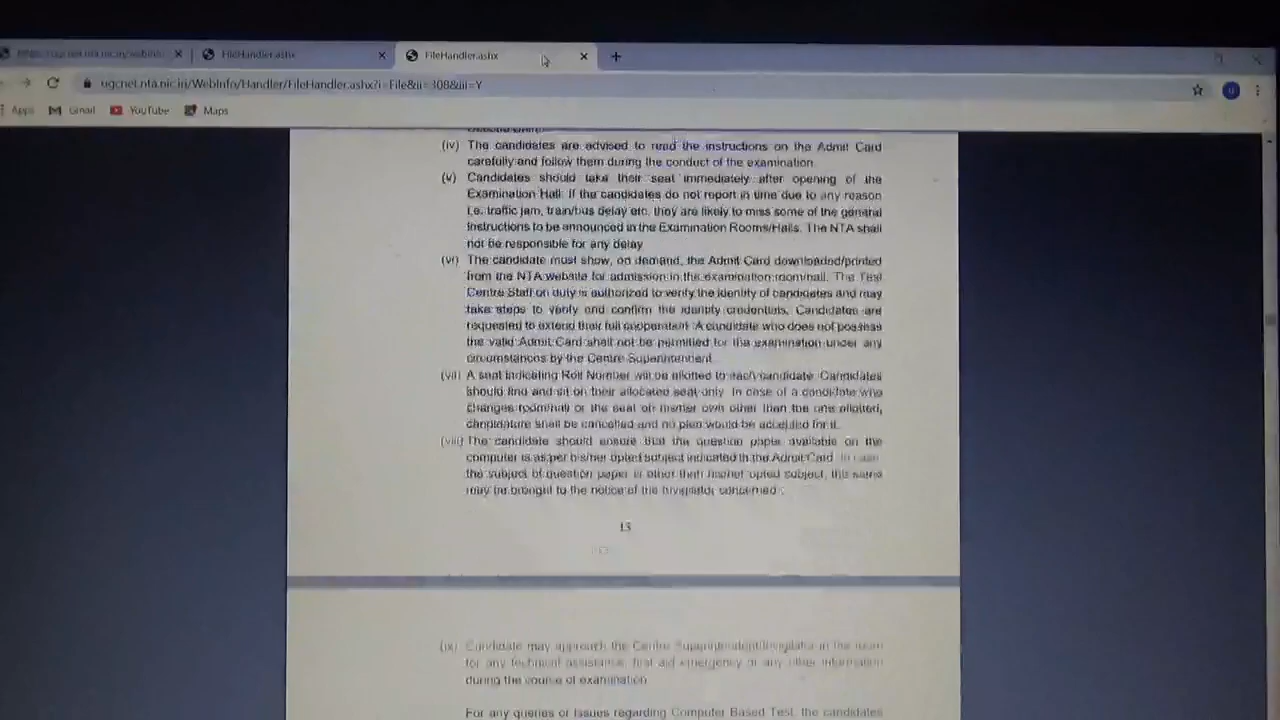 https://ugcnet.nta.nic.in/webinfo
FileHandler.ashx
FileHandler.ashx
ugcnet.nta.nic.in/WebInfo/Handler/FileHandler.ashx?i=File&ii=308&iii=Y
Apps
Gmail
YouTube
Maps
(iv) The candidates are advised to read the instructions on the Admit Card
carefully and follow them during the conduct of the examination
(v) Candidates should take their seat immediately after opening of the
Examination Hall. If the candidates do not report in time due to any reason
i.e. traffic jam, train/bus delay etc, they are likely to miss some of the general
instructions to be announced in the Examination Rooms/Halls. The NTA shall
not be responsible for any delay
(vi) The candidate must show, on demand, the Admit Card downloaded/printed
from the NTA website for admission in the examination room/hall. The Test
Centre Staff on duty is authorized to verify the identity of candidates and may
take steps to verify and confirm the identity credentials. Candidates are
requested to extend their full cooperation. A candidate who does not possess
the valid Admit Card shall not be permitted for the examination under any
circumstances by the Centre Superintendent.
(vii) A seat indicating Roll Number will be allotted to each candidate. Candidates
should find and sit on their allocated seat only. In case of a candidate who
changes room/hall or the seat on his/her own other than the one allotted,
candidature shall be cancelled and no plea would be accepted for it.
(viii) The candidate should ensure that the question paper available on the
computer is as per his/her opted subject indicated in the Admit Card. In case
the subject of question paper is other than his/her opted subject, the same
may be brought to the notice of the Invigilator concerned.
13
(ix) Candidate may approach the Centre Superintendent/Invigilator in the room
for any technical assistance, first aid emergency or any other information
during the course of examination
For any queries or issues regarding Computer Based Test, the candidates